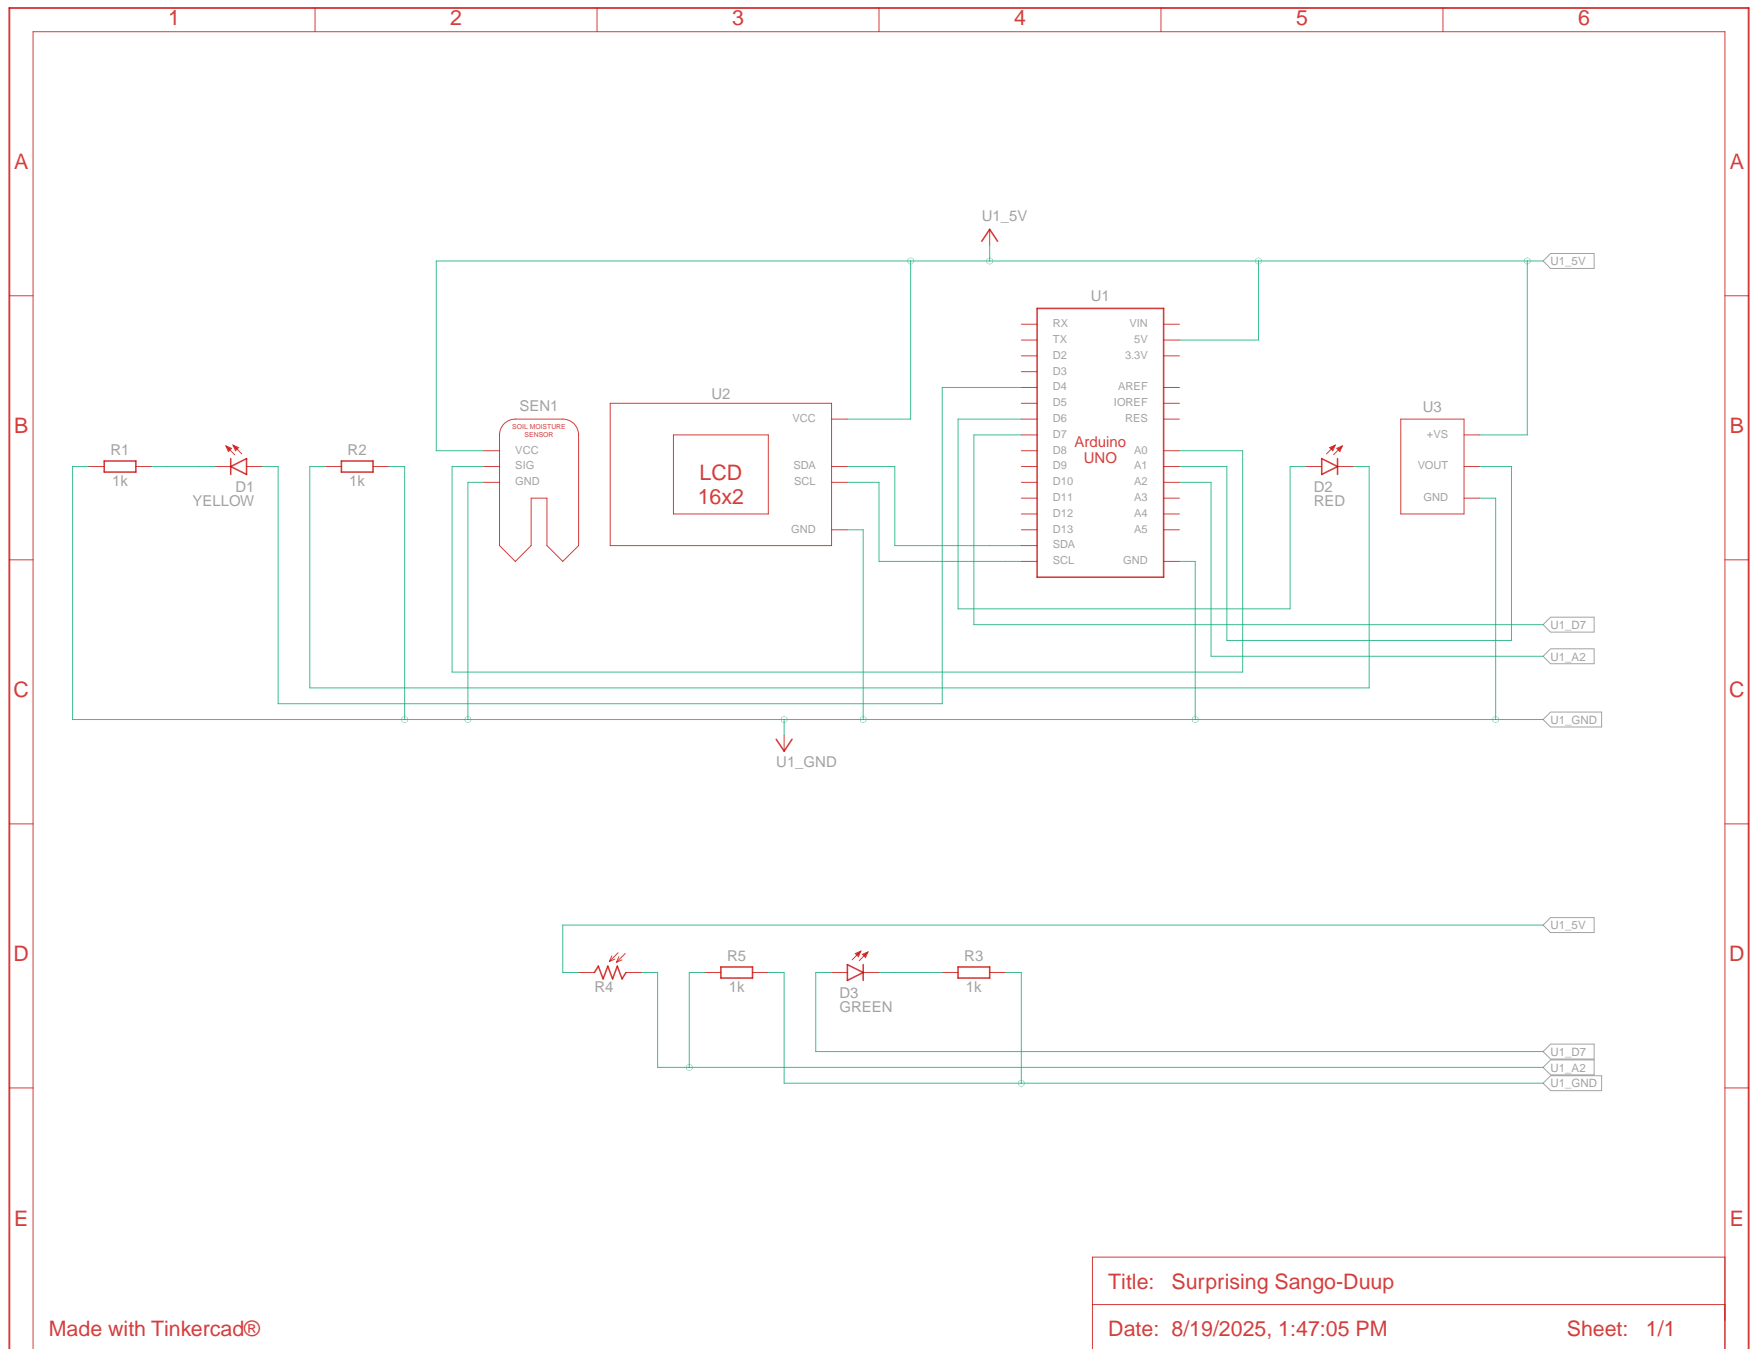 1 2 3 4 5 6
A A
U1_5V
U1_5V
U1
RX VIN
TX 5V
D2 3.3V
D3
D4 AREF
D5 IOREF
D6 RES
D7
Arduino
UNO
D8 A0
D9 A1
D10 A2
D11 A3
D12 A4
D13 A5
SDA
SCL GND
B B
R1
1k
D1
YELLOW
R2
1k
SEN1
SOIL MOISTURE
SENSOR
VCC
SIG
GND
U2
VCC
LCD
16x2
SDA
SCL
GND
D2
RED
U3
+VS
VOUT
GND
U1_D7
U1_A2
C C
U1_GND
U1_GND
U1_5V
D D
R4
R5
1k
D3
GREEN
R3
1k
U1_D7
U1_A2
U1_GND
E E
Title: Surprising Sango-Duup
Made with Tinkercad®
Date: 8/19/2025, 1:47:05 PM Sheet: 1/1